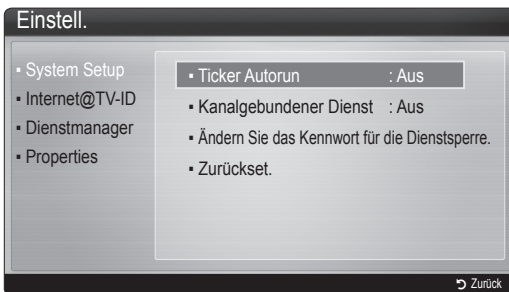 Einstell.
▪ System Setup
▪ Internet@TV-ID
▪ Dienstmanager
▪ Properties
▪ Ticker Autorun : Aus
▪ Kanalgebundener Dienst : Aus
▪ Ändern Sie das Kennwort für die Dienstsperre.
▪ Zurückset.
Zurück